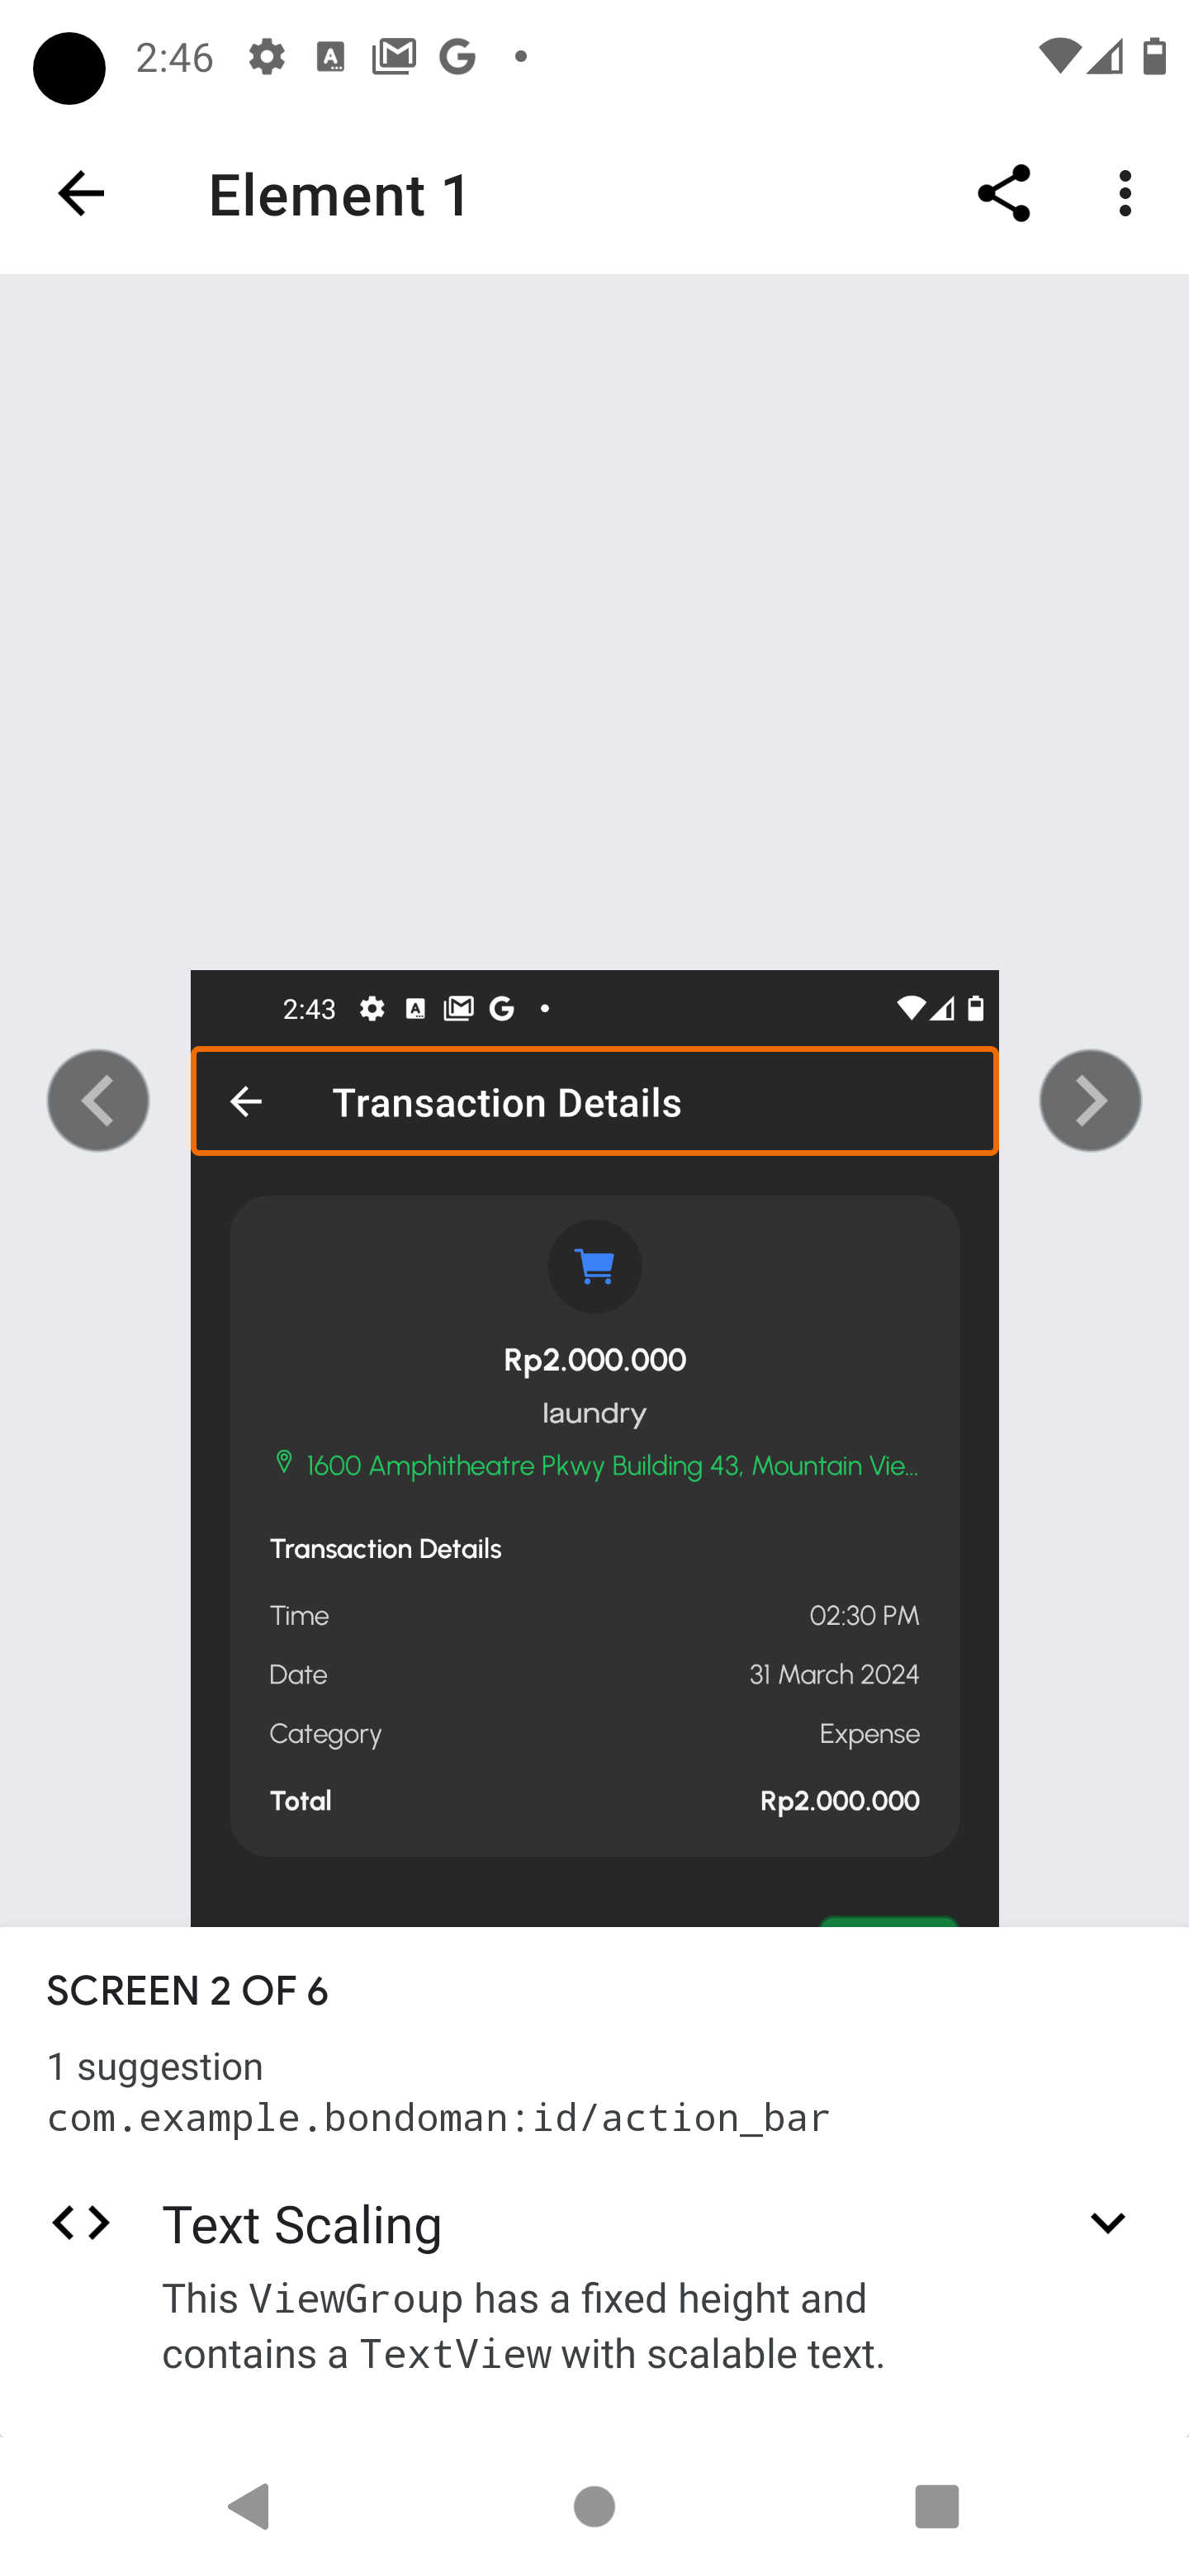 2:46
Element 1
2:43
Transaction Details
Rp2.000.000
laundry
1600 Amphitheatre Pkwy Building 43, Mountain Vie...
Transaction Details
Time 02:30 PM
Date 31 March 2024
Category Expense
Total Rp2.000.000
SCREEN 2 OF 6
1 suggestion
com.example.bondoman:id/action_bar
Text Scaling
This ViewGroup has a fixed height and
contains a TextView with scalable text.